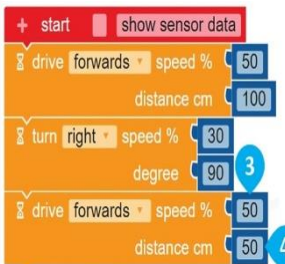 + start show sensor data
drive forwards speed % 50
distance cm 100
turn right speed % 30
degree 90 3
drive forwards speed % 50
distance cm 50 4